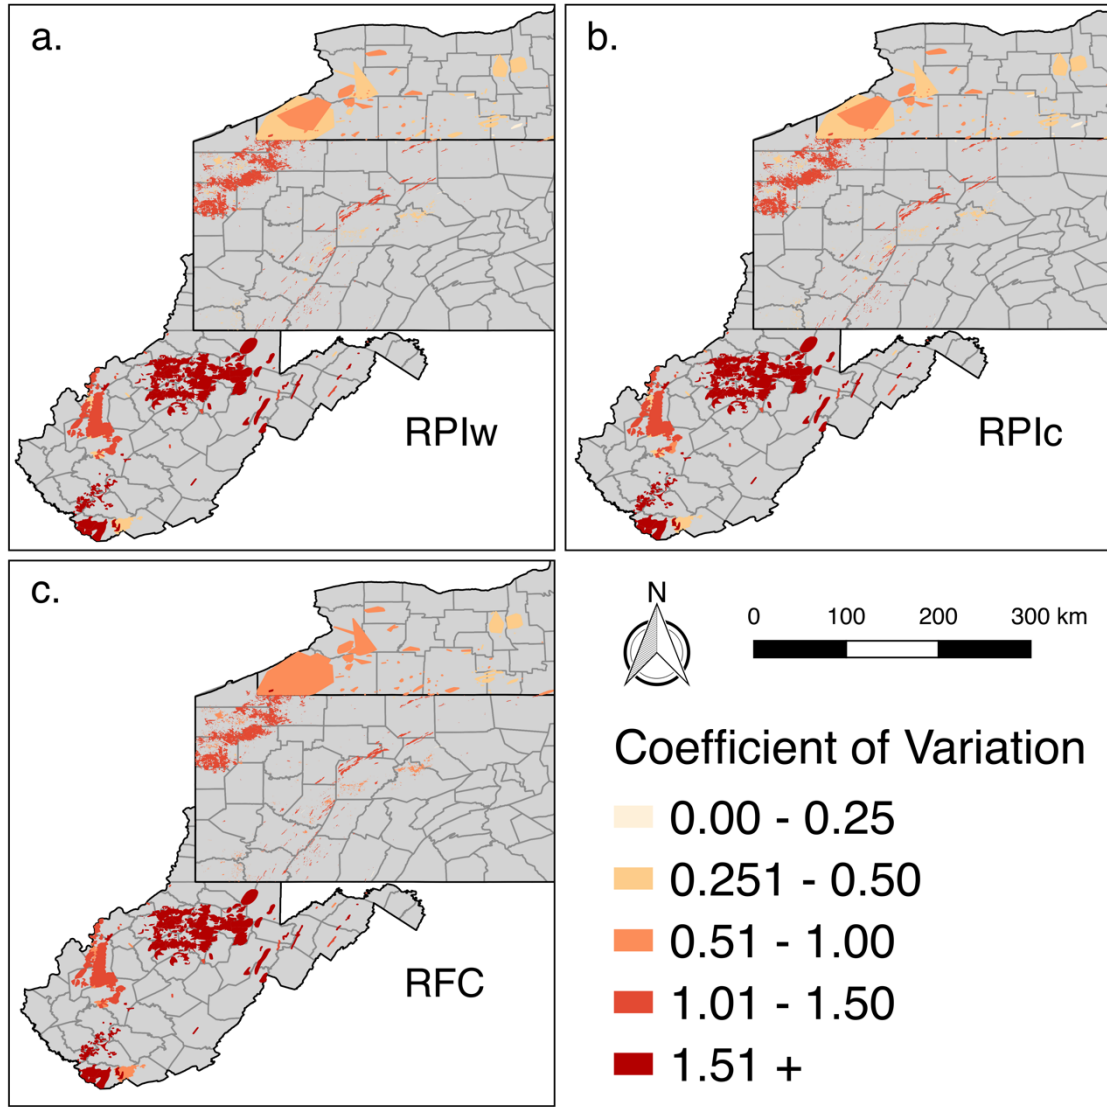 a.
RPIw
b.
RPIc
c.
RFC
N
0 100 200 300 km
Coefficient of Variation
0.00 - 0.25
0.251 - 0.50
0.51 - 1.00
1.01 - 1.50
1.51 +